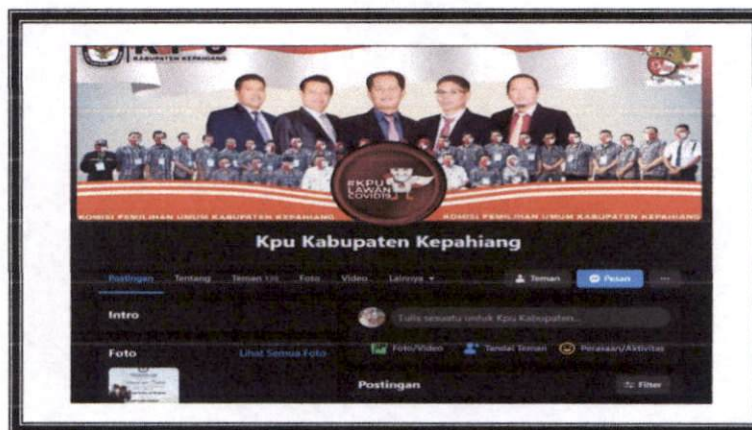 KPU
KABUPATEN KEPAHIANG
#KPU
LAWAN
COVID19
KOMISI PEMILIHAN UMUM KABUPATEN KEPAHIANG KOMISI PEMILIHAN UMUM KABUPATEN KEPAHIANG
Kpu Kabupaten Kepahiang
Postingan Tentang Teman Foto Video Lainnya Teman Pesan ...
Intro
Tulis sesuatu untuk Kpu Kabupaten...
Foto Lihat Semua Foto
Foto/Video Tandai Teman Perasaan/Aktivitas
Postingan Filter